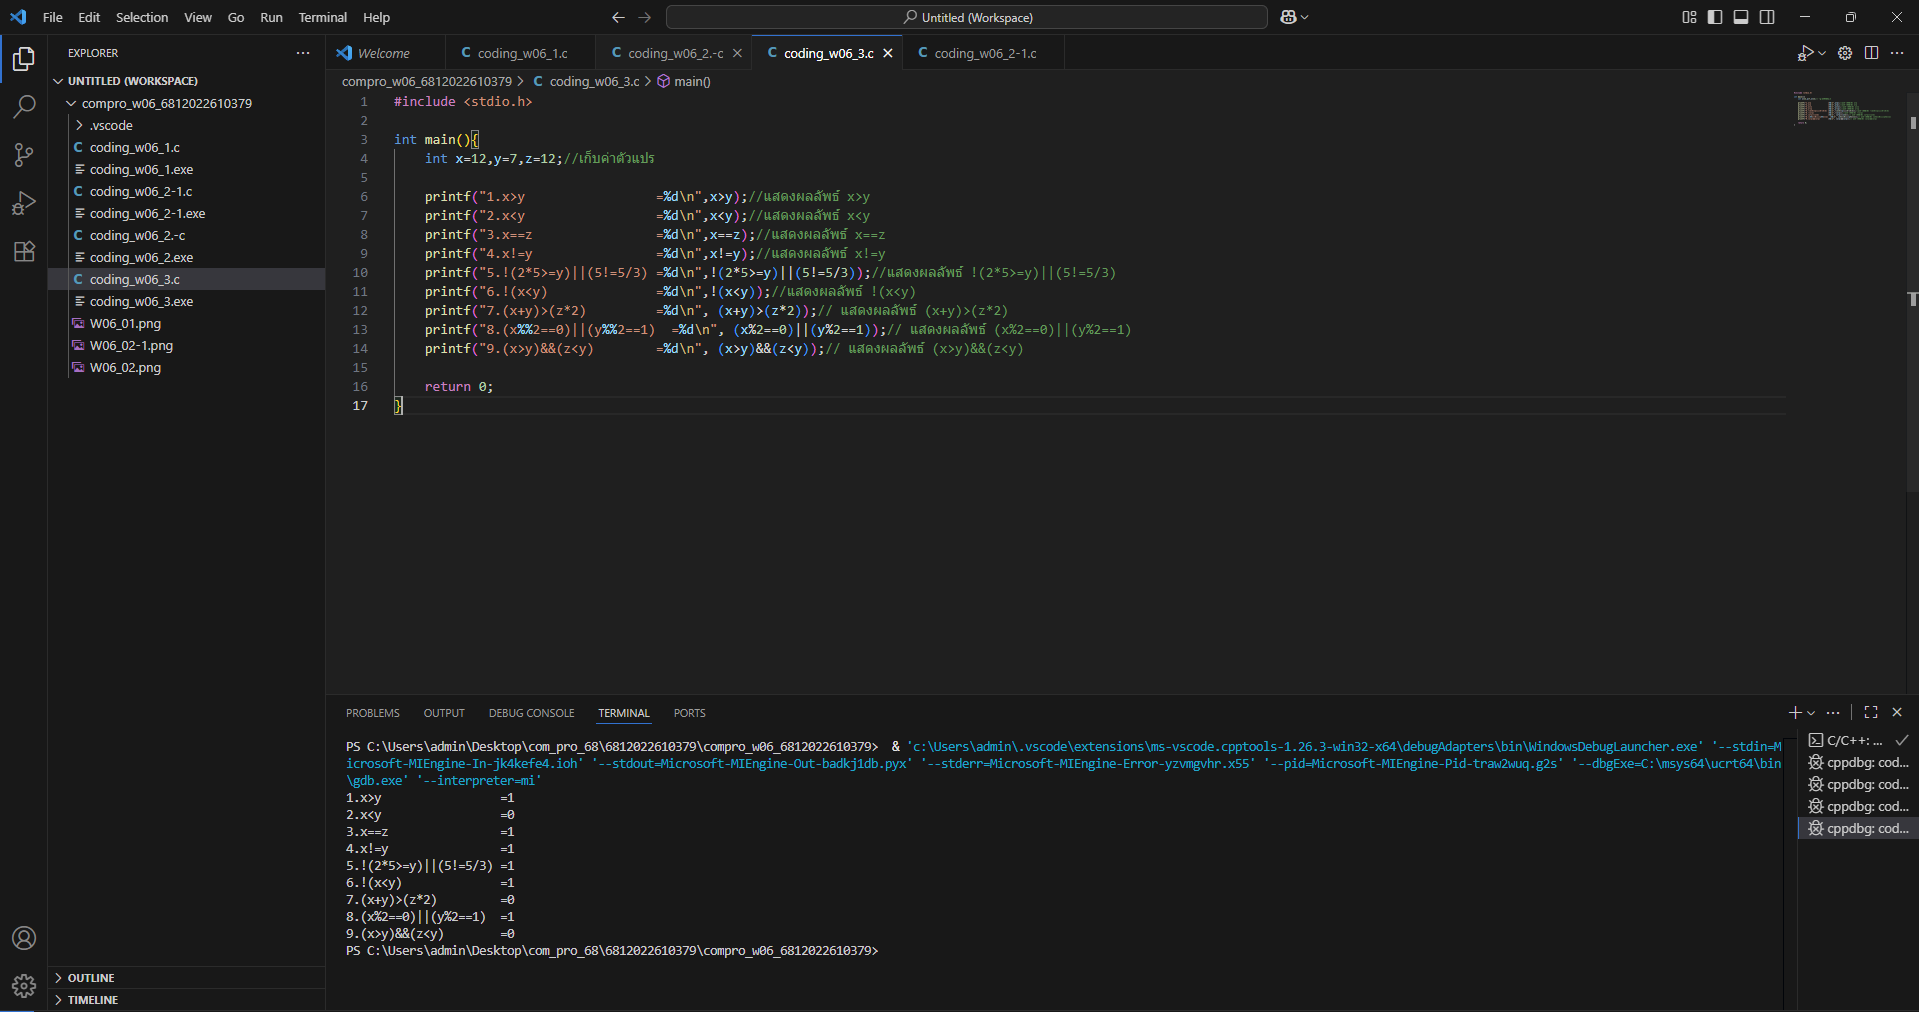 File Edit Selection View Go Run Terminal Help
Untitled (Workspace)
EXPLORER
UNTITLED (WORKSPACE)
compro_w06_6812022610379
.vscode
coding_w06_1.c
coding_w06_1.exe
coding_w06_2-1.c
coding_w06_2-1.exe
coding_w06_2.-c
coding_w06_2.exe
coding_w06_3.c
coding_w06_3.exe
W06_01.png
W06_02-1.png
W06_02.png
OUTLINE
TIMELINE
Welcome coding_w06_1.c coding_w06_2.-c coding_w06_3.c coding_w06_2-1.c
compro_w06_6812022610379 > coding_w06_3.c > main()
1 #include <stdio.h>
2
3 int main(){
4 int x=12,y=7,z=12;//เก็บค่าตัวแปร
5
6 printf("1.x>y =%d\n",x>y);//แสดงผลลัพธ์ x>y
7 printf("2.x<y =%d\n",x<y);//แสดงผลลัพธ์ x<y
8 printf("3.x==z =%d\n",x==z);//แสดงผลลัพธ์ x==z
9 printf("4.x!=y =%d\n",x!=y);//แสดงผลลัพธ์ x!=y
10 printf("5.!(2*5>=y)||(5!=5/3) =%d\n",!(2*5>=y)||(5!=5/3));//แสดงผลลัพธ์ !(2*5>=y)||(5!=5/3)
11 printf("6.!(x<y) =%d\n",!(x<y));//แสดงผลลัพธ์ !(x<y)
12 printf("7.(x+y)>(z*2) =%d\n", (x+y)>(z*2));// แสดงผลลัพธ์ (x+y)>(z*2)
13 printf("8.(x%%2==0)||(y%%2==1) =%d\n", (x%2==0)||(y%2==1));// แสดงผลลัพธ์ (x%2==0)||(y%2==1)
14 printf("9.(x>y)&&(z<y) =%d\n", (x>y)&&(z<y));// แสดงผลลัพธ์ (x>y)&&(z<y)
15
16 return 0;
17 }
PROBLEMS OUTPUT DEBUG CONSOLE TERMINAL PORTS
PS C:\Users\admin\Desktop\com_pro_68\6812022610379\compro_w06_6812022610379> & 'c:\Users\admin\.vscode\extensions\ms-vscode.cpptools-1.26.3-win32-x64\debugAdapters\bin\WindowsDebugLauncher.exe' '--stdin=M
icrosoft-MIEngine-In-jk4kefe4.ioh' '--stdout=Microsoft-MIEngine-Out-badkj1db.pyx' '--stderr=Microsoft-MIEngine-Error-yzvmgvhr.x55' '--pid=Microsoft-MIEngine-Pid-traw2wuq.g2s' '--dbgExe=C:\msys64\ucrt64\bin
\gdb.exe' '--interpreter=mi'
1.x>y =1
2.x<y =0
3.x==z =1
4.x!=y =1
5.!(2*5>=y)||(5!=5/3) =1
6.!(x<y) =1
7.(x+y)>(z*2) =0
8.(x%2==0)||(y%2==1) =1
9.(x>y)&&(z<y) =0
PS C:\Users\admin\Desktop\com_pro_68\6812022610379\compro_w06_6812022610379>
C/C++: ...
cppdbg: cod...
cppdbg: cod...
cppdbg: cod...
cppdbg: cod...